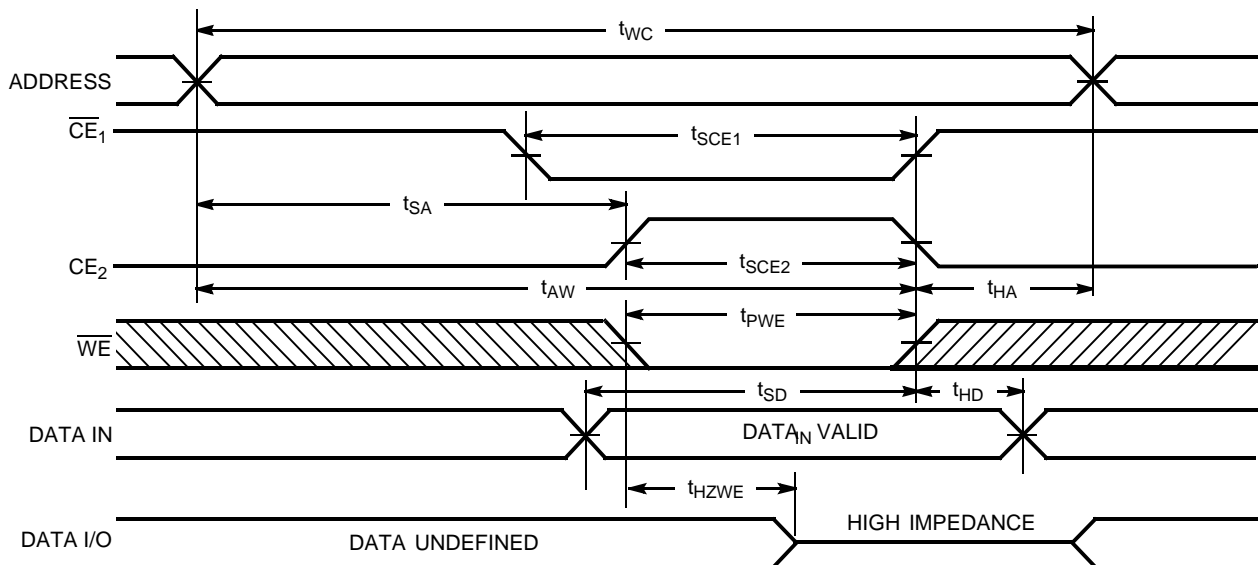 tWC
ADDRESS
CE1
tSCE1
tSA
CE2
tSCE2
tAW
tHA
tPWE
WE
tSD
tHD
DATA IN
DATAIN VALID
tHZWE
HIGH IMPEDANCE
DATA I/O
DATA UNDEFINED